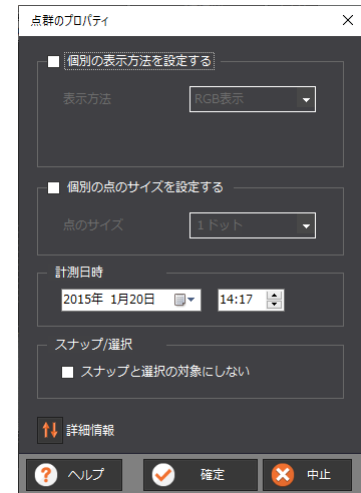 点群のプロパティ
個別の表示方法を設定する
表示方法 RGB表示
個別の点のサイズを設定する
点のサイズ 1ドット
計測日時
2015年 1月20日 14:17
スナップ/選択
スナップと選択の対象にしない
詳細情報
ヘルプ 確定 中止